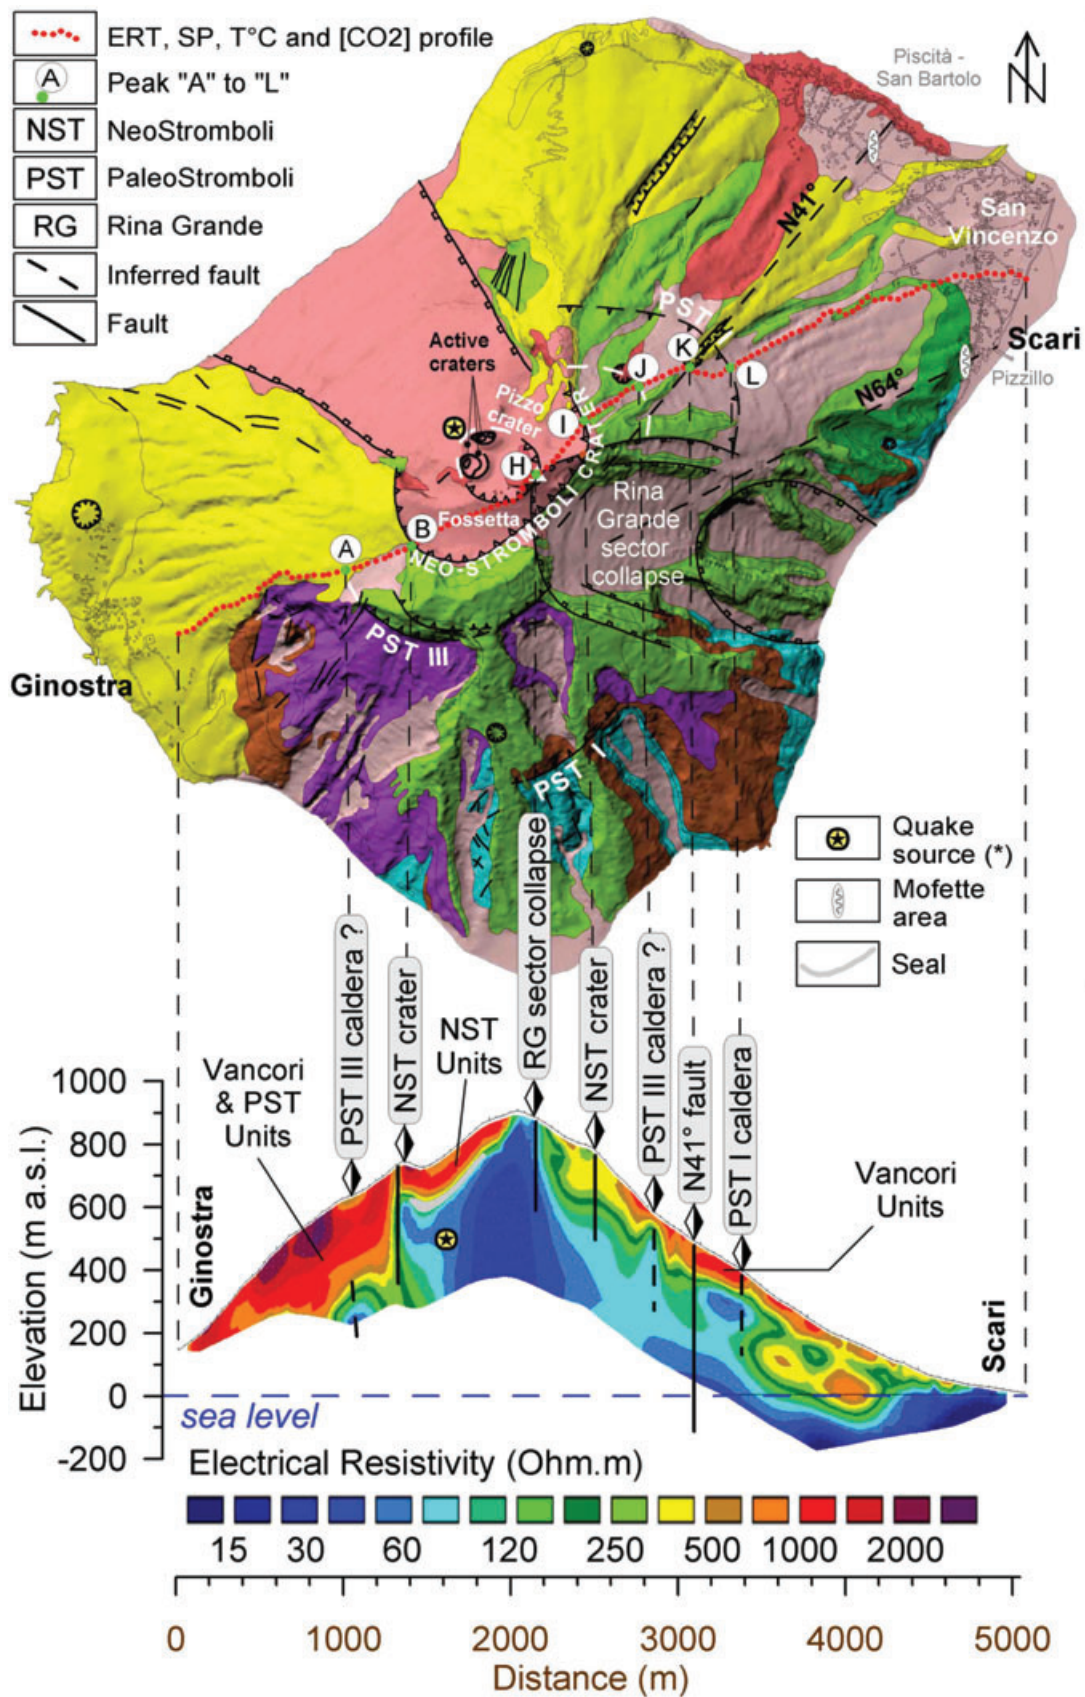 ERT, SP, T°C and [CO2] profile
A
Peak "A" to "L"
NST
NeoStromboli
PST
PaleoStromboli
RG
Rina Grande
Inferred fault
Fault
Piscità -
San Bartolo
N
N41°
San
Vincenzo
Scari
Pizzillo
N64°
PST
K
L
J
I
H
B
A
Active
craters
Pizzo
crater
Fossetta
NEO-STROMBOLI CRATER
Rina
Grande
sector
collapse
PST III
PST I
Ginostra
Quake
source (*)
Mofette
area
Seal
PST III caldera ?
NST crater
RG sector collapse
NST crater
PST III caldera ?
N41° fault
PST I caldera
Vancori
& PST
Units
NST
Units
Vancori
Units
Ginostra
Scari
Elevation (m a.s.l.)
1000
800
600
400
200
0
-200
sea level
Electrical Resistivity (Ohm.m)
15 30 60 120 250 500 1000 2000
0 1000 2000 3000 4000 5000
Distance (m)